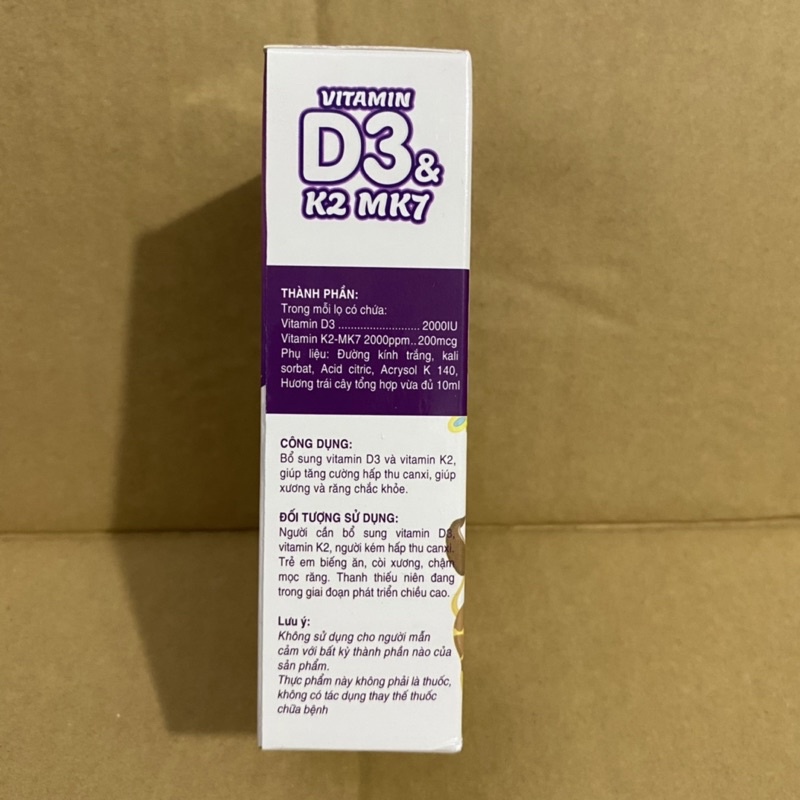 VITAMIN
D3&
K2 MK7
THÀNH PHẦN:
Trong mỗi lọ có chứa:
Vitamin D3 .......................... 2000IU
Vitamin K2-MK7 2000ppm..200mcg
Phụ liệu: Đường kính trắng, kali
sorbat, Acid citric, Acrysol K 140,
Hương trái cây tổng hợp vừa đủ 10ml
CÔNG DỤNG:
Bổ sung vitamin D3 và vitamin K2,
giúp tăng cường hấp thu canxi, giúp
xương và răng chắc khỏe.
ĐỐI TƯỢNG SỬ DỤNG:
Người cần bổ sung vitamin D3,
vitamin K2, người kém hấp thu canxi.
Trẻ em biếng ăn, còi xương, chậm
mọc răng. Thanh thiếu niên đang
trong giai đoạn phát triển chiều cao.
Lưu ý:
Không sử dụng cho người mẫn
cảm với bất kỳ thành phần nào của
sản phẩm.
Thực phẩm này không phải là thuốc,
không có tác dụng thay thế thuốc
chữa bệnh